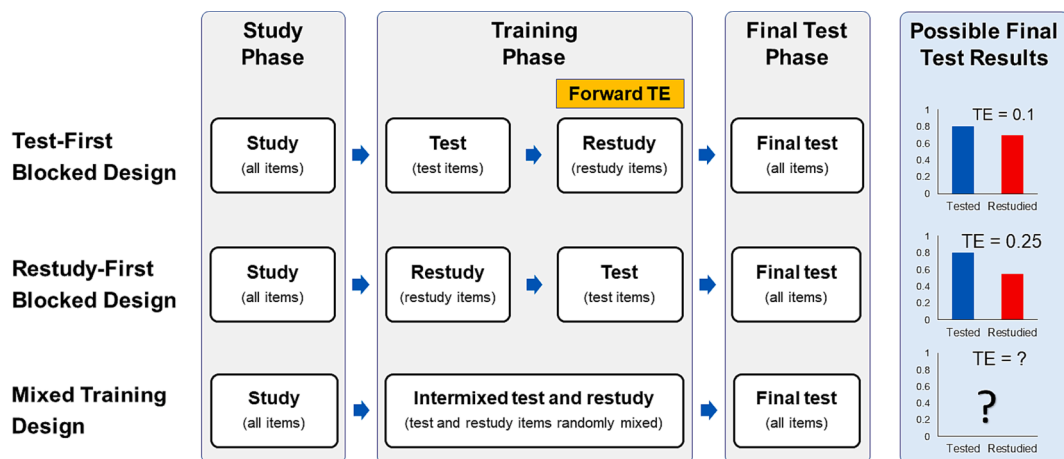 Study
Phase
Training
Phase
Final Test
Phase
Possible Final
Test Results
Forward TE
Test-First
Blocked Design
Study
(all items)
Test
(test items)
Restudy
(restudy items)
Final test
(all items)
TE = 0.1
1
0.8
0.6
0.4
0.2
0
Tested Restudied
Restudy-First
Blocked Design
Study
(all items)
Restudy
(restudy items)
Test
(test items)
Final test
(all items)
TE = 0.25
1
0.8
0.6
0.4
0.2
0
Tested Restudied
Mixed Training
Design
Study
(all items)
Intermixed test and restudy
(test and restudy items randomly mixed)
Final test
(all items)
TE = ?
1
0.8
0.6
0.4
0.2
0
?
Tested Restudied